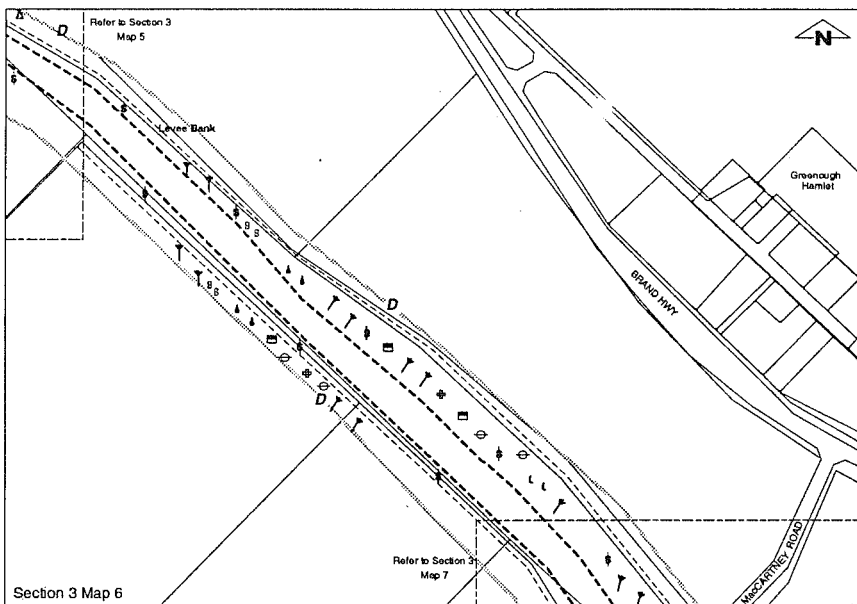 D
Refer to Section 3
Map 5
N
S
S
Levee Bank
Greenough
Hamlet
S
S
S S
BRAND HWY
D
S S
S
S
D
S
S
L L
Refer to Section 3
Map 7
S
MacCARTNEY ROAD
Section 3 Map 6